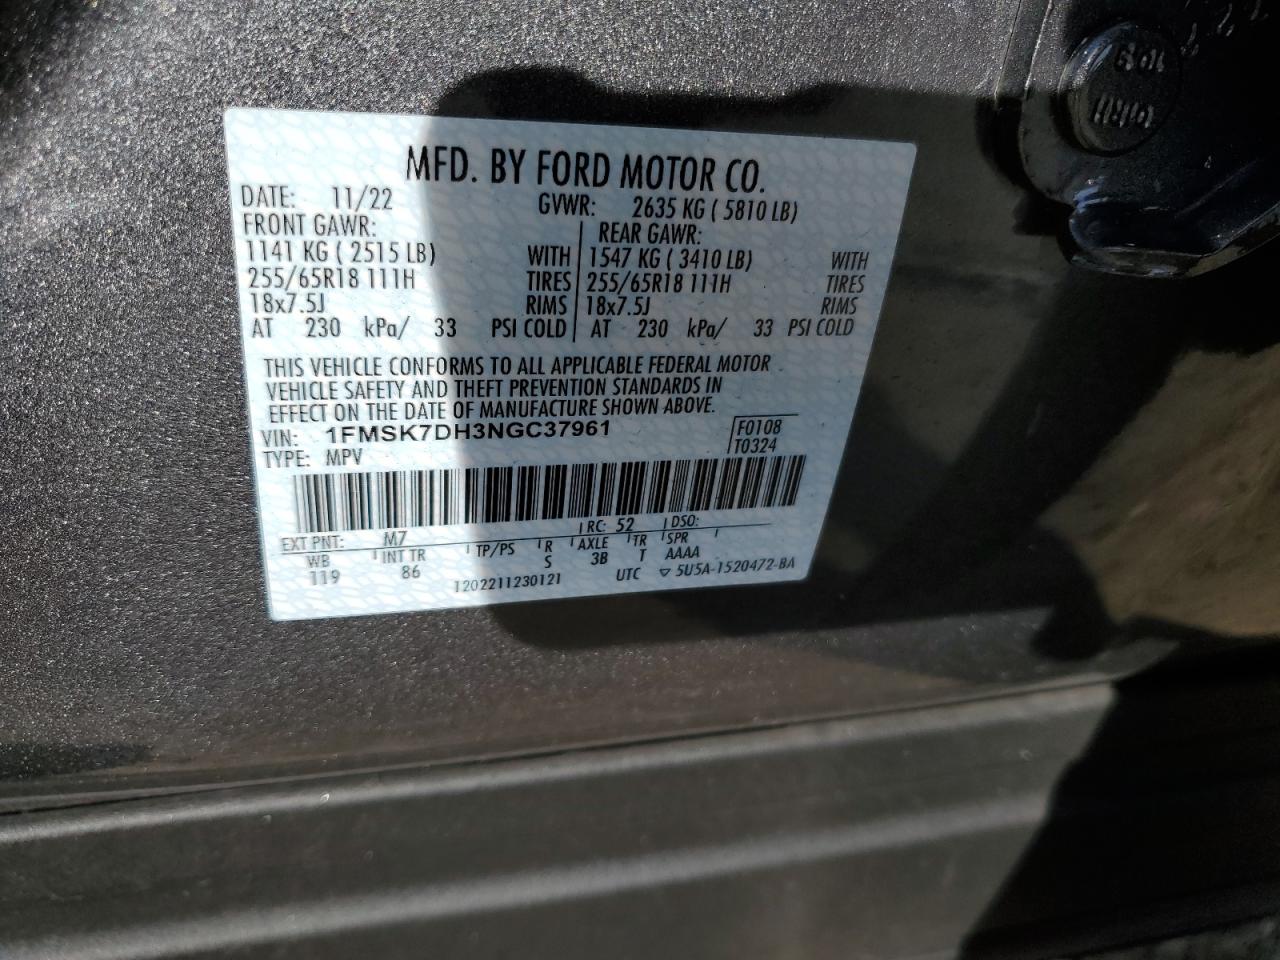 MFD. BY FORD MOTOR CO.
DATE: 11/22 GVWR: 2635 KG ( 5810 LB)
FRONT GAWR: REAR GAWR:
1141 KG ( 2515 LB) WITH 1547 KG ( 3410 LB) WITH
255/65R18 111H TIRES 255/65R18 111H TIRES
18x7.5J RIMS 18x7.5J RIMS
AT 230 kPa/ 33 PSI COLD AT 230 kPa/ 33 PSI COLD
THIS VEHICLE CONFORMS TO ALL APPLICABLE FEDERAL MOTOR
VEHICLE SAFETY AND THEFT PREVENTION STANDARDS IN
EFFECT ON THE DATE OF MANUFACTURE SHOWN ABOVE.
VIN: 1FMSK7DH3NGC37961 F0108
TYPE: MPV T0324
EXT PNT: M7 RC: 52 DSO:
WB INT TR TP/PS R AXLE TR SPR
119 86 S 3B T AAAA
1202211230121 UTC ▽ 5U5A-1520472-BA